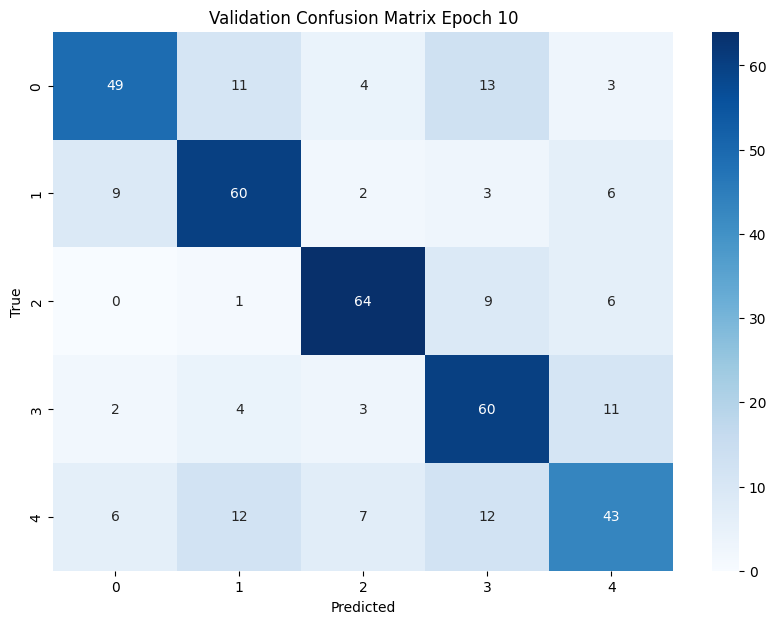 Validation Confusion Matrix Epoch 10
0 49 11 4 13 3
1 9 60 2 3 6
2 0 1 64 9 6
3 2 4 3 60 11
4 6 12 7 12 43
0 1 2 3 4
Predicted
True
60
50
40
30
20
10
0